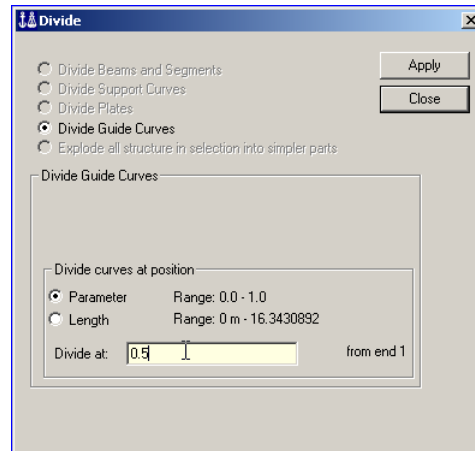 Divide
Divide Beams and Segments
Divide Support Curves
Divide Plates
Divide Guide Curves
Explode all structure in selection into simpler parts
Apply
Close
Divide Guide Curves
Divide curves at position
Parameter Range: 0.0 - 1.0
Length Range: 0 m - 16.3430892
Divide at: 0.5 from end 1